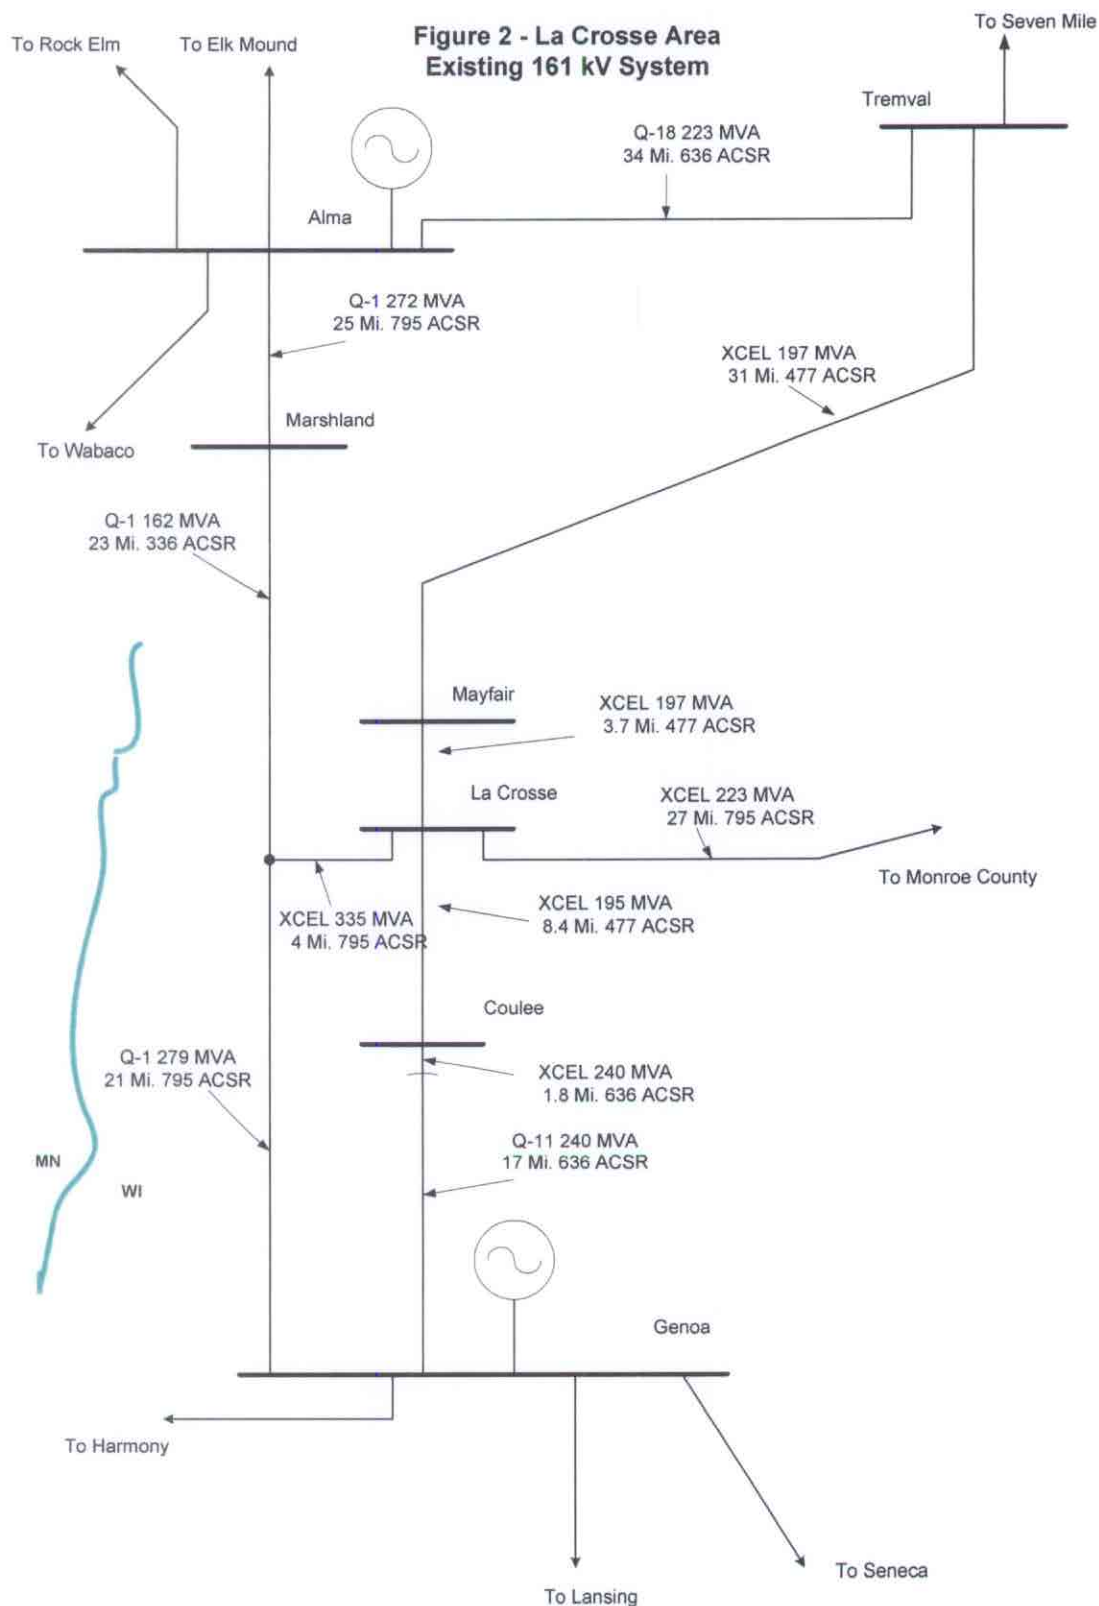 Figure 2 - La Crosse Area
Existing 161 kV System
To Seven Mile
To Rock Elm
To Elk Mound
Tremval
Q-18 223 MVA
34 Mi. 636 ACSR
Alma
Q-1 272 MVA
25 Mi. 795 ACSR
XCEL 197 MVA
31 Mi. 477 ACSR
Marshland
To Wabaco
Q-1 162 MVA
23 Mi. 336 ACSR
Mayfair
XCEL 197 MVA
3.7 Mi. 477 ACSR
La Crosse
XCEL 223 MVA
27 Mi. 795 ACSR
To Monroe County
XCEL 335 MVA
4 Mi. 795 ACSR
XCEL 195 MVA
8.4 Mi. 477 ACSR
Coulee
Q-1 279 MVA
21 Mi. 795 ACSR
XCEL 240 MVA
1.8 Mi. 636 ACSR
Q-11 240 MVA
17 Mi. 636 ACSR
MN
WI
Genoa
To Harmony
To Seneca
To Lansing